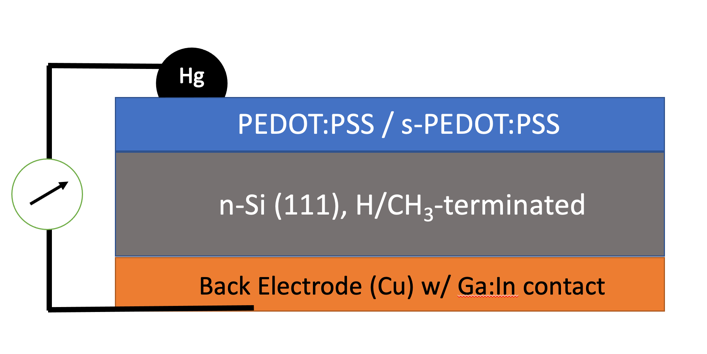 Hg
PEDOT:PSS / s-PEDOT:PSS
n-Si (111), H/CH₃-terminated
Back Electrode (Cu) w/ Ga:In contact